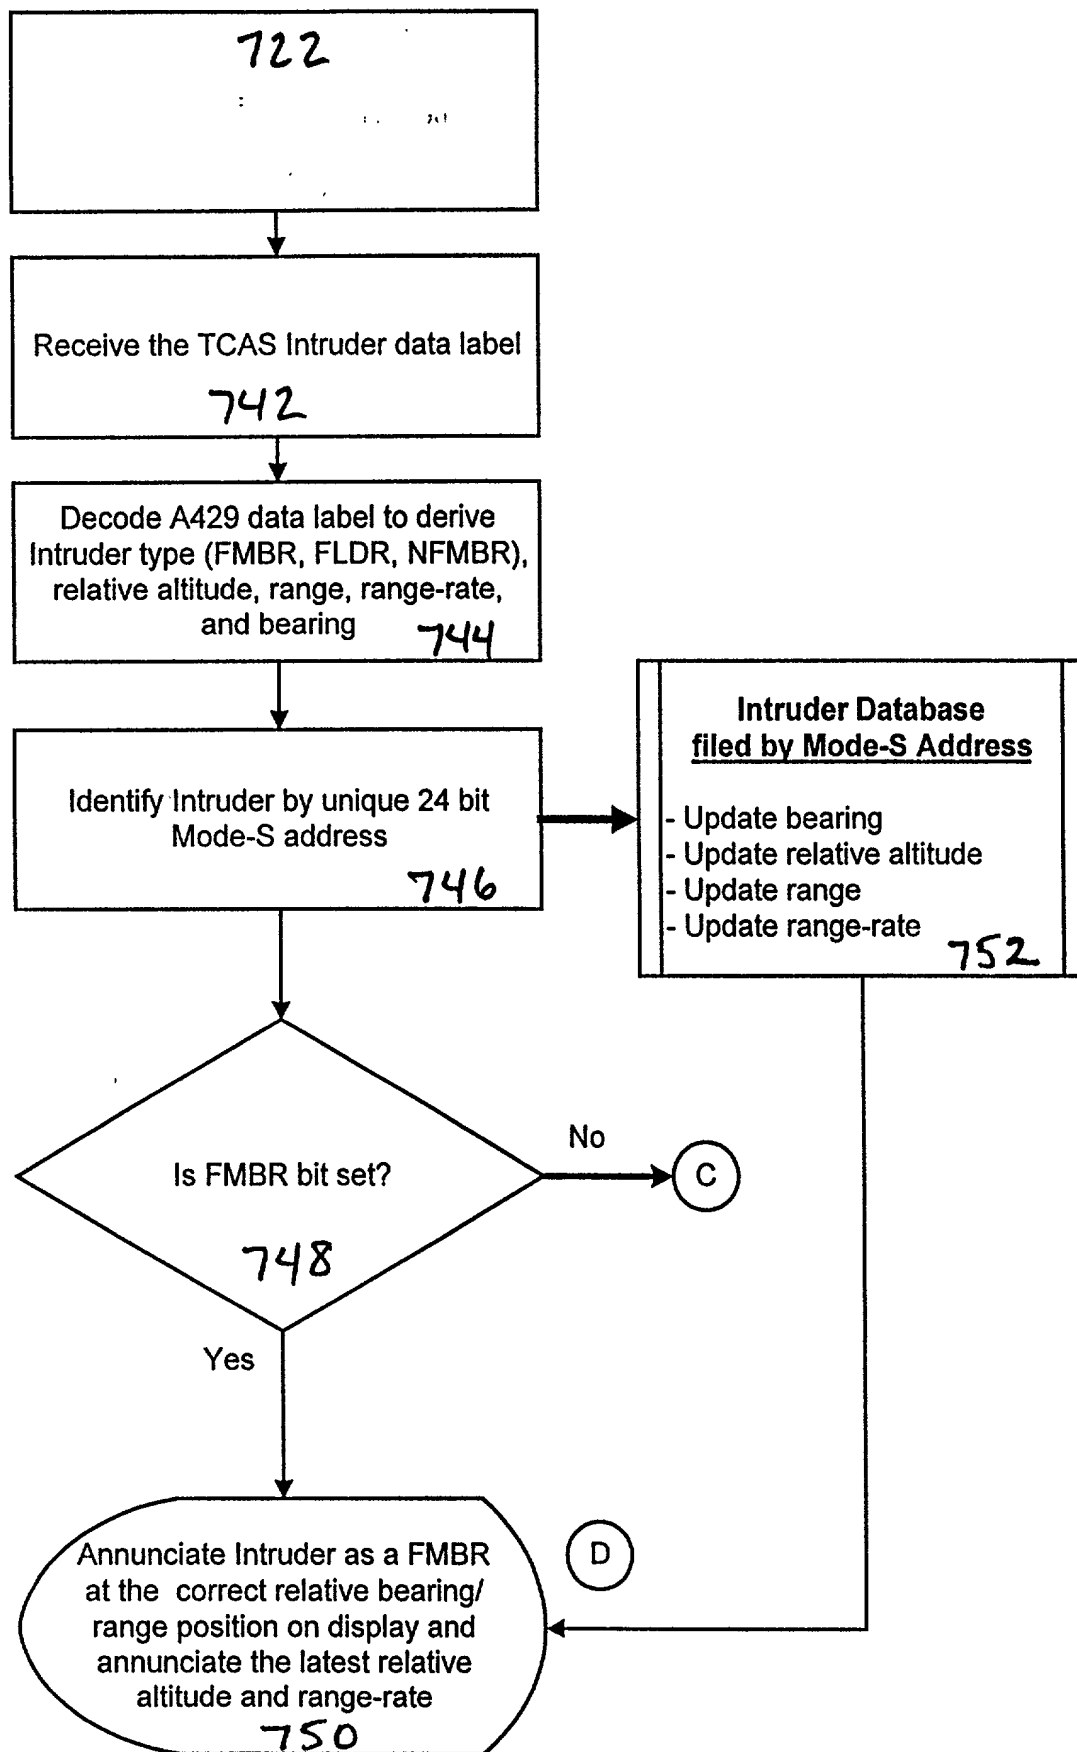 722
Receive the TCAS Intruder data label
742
Decode A429 data label to derive
Intruder type (FMBR, FLDR, NFMBR),
relative altitude, range, range-rate,
and bearing
744
Identify Intruder by unique 24 bit
Mode-S address
746
Intruder Database
filed by Mode-S Address
- Update bearing
- Update relative altitude
- Update range
- Update range-rate
752
Is FMBR bit set?
748
No
C
Yes
D
Annunciate Intruder as a FMBR
at the correct relative bearing/
range position on display and
annunciate the latest relative
altitude and range-rate
750